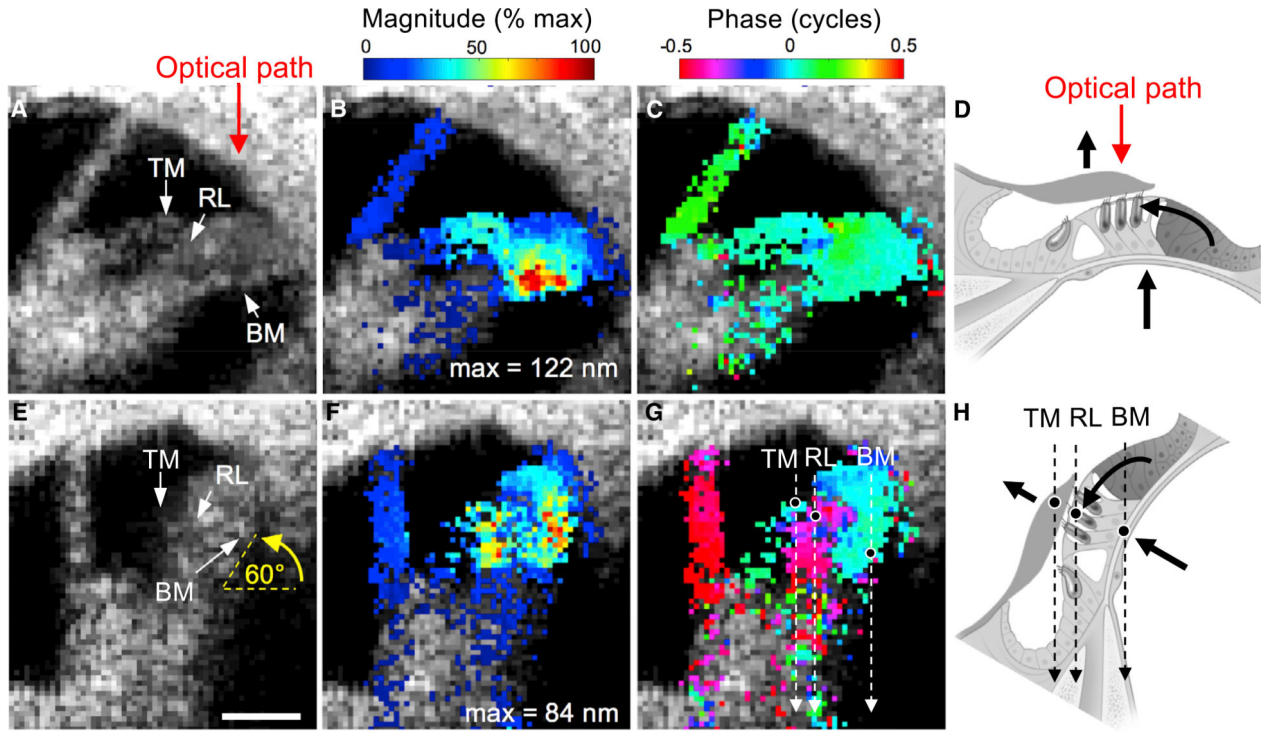 Magnitude (% max)
0 50 100
Phase (cycles)
-0.5 0 0.5
Optical path
A
TM
RL
BM
B
max = 122 nm
C
D
Optical path
E
TM
RL
BM
60°
F
max = 84 nm
G
TM RL BM
H
TM RL BM